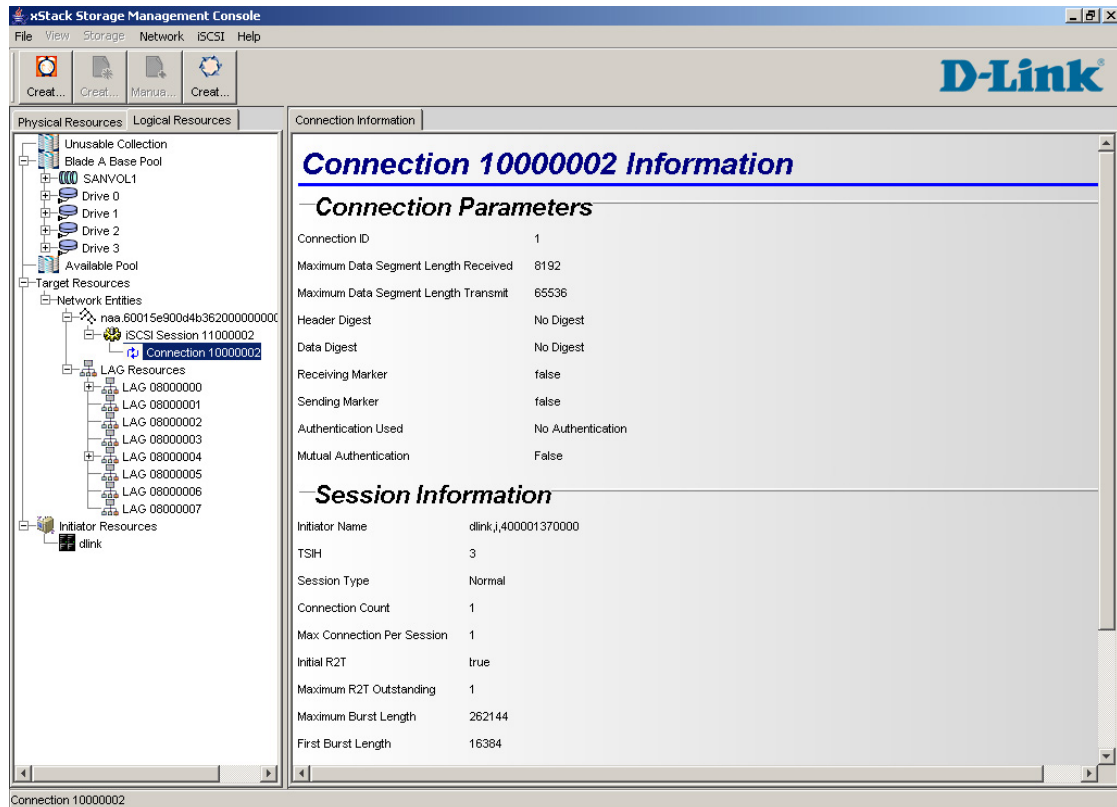 xStack Storage Management Console
File View Storage Network iSCSI Help
Creat... Creat... Manua... Creat...
D-Link
Physical Resources Logical Resources
Connection Information
Unusable Collection
Blade A Base Pool
SANVOL1
Drive 0
Drive 1
Drive 2
Drive 3
Available Pool
Target Resources
Network Entities
naa.60015e900d4b362000000000
iSCSI Session 11000002
Connection 10000002
LAG Resources
LAG 08000000
LAG 08000001
LAG 08000002
LAG 08000003
LAG 08000004
LAG 08000005
LAG 08000006
LAG 08000007
Initiator Resources
dlink
Connection 10000002 Information
Connection Parameters
Connection ID 1
Maximum Data Segment Length Received 8192
Maximum Data Segment Length Transmit 65536
Header Digest No Digest
Data Digest No Digest
Receiving Marker false
Sending Marker false
Authentication Used No Authentication
Mutual Authentication False
Session Information
Initiator Name dlink,i,400001370000
TSIH 3
Session Type Normal
Connection Count 1
Max Connection Per Session 1
Initial R2T true
Maximum R2T Outstanding 1
Maximum Burst Length 262144
First Burst Length 16384
Connection 10000002